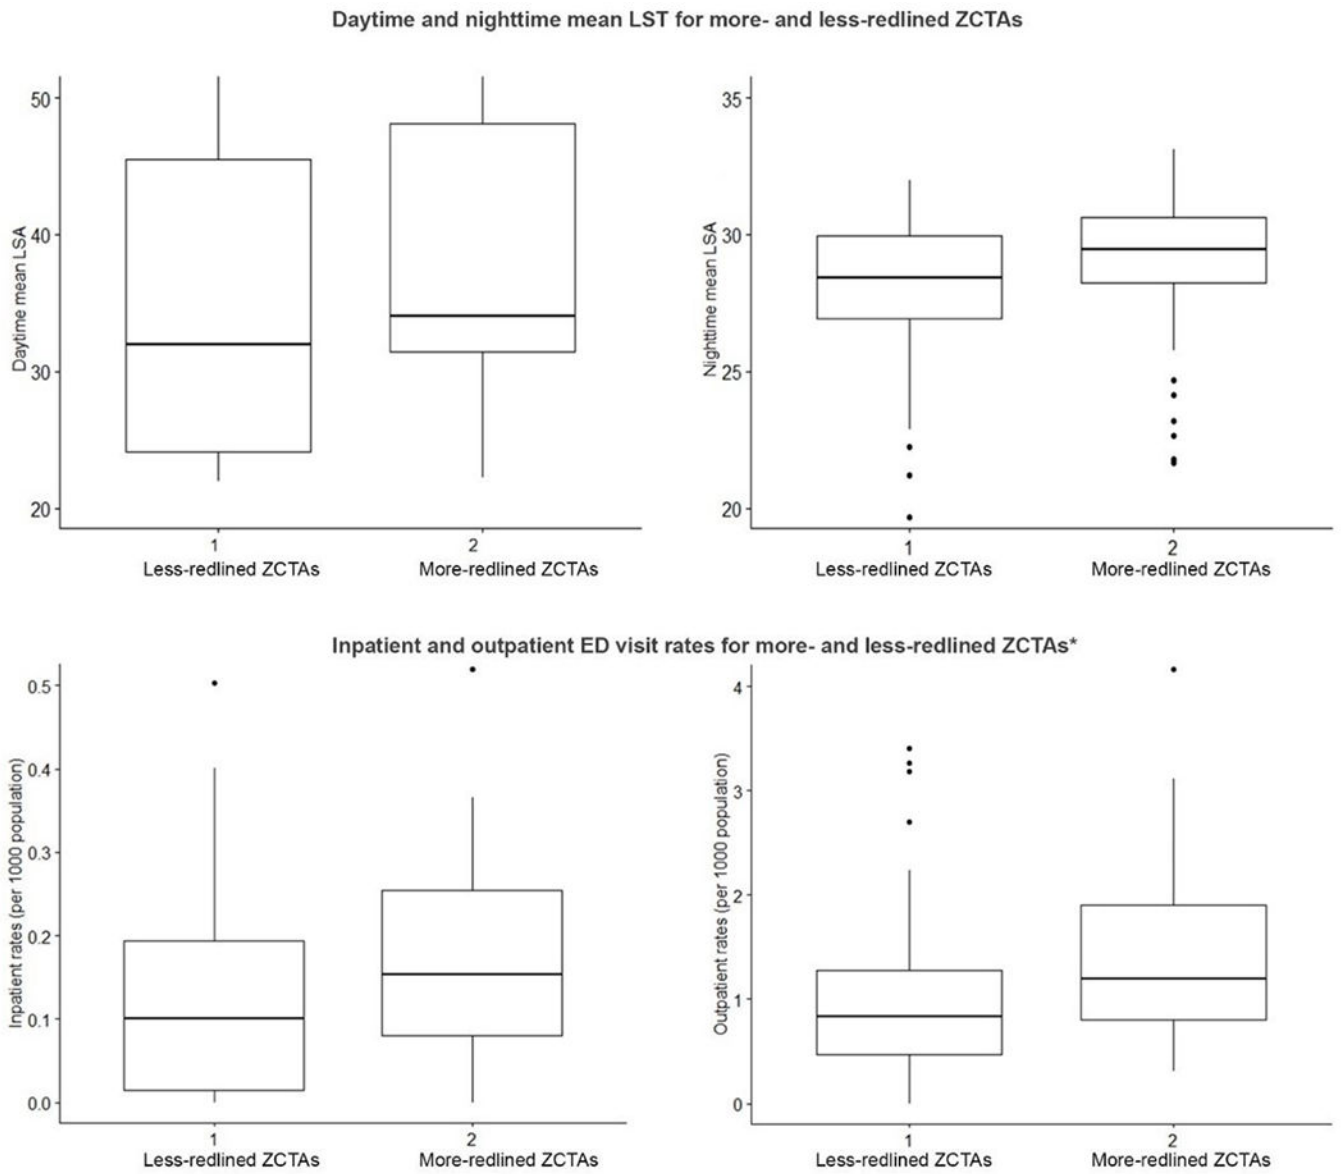 Daytime and nighttime mean LST for more- and less-redlined ZCTAs
Daytime mean LSA
50
40
30
20
1
2
Less-redlined ZCTAs
More-redlined ZCTAs
Nighttime mean LSA
35
30
25
20
1
2
Less-redlined ZCTAs
More-redlined ZCTAs
Inpatient and outpatient ED visit rates for more- and less-redlined ZCTAs*
Inpatient rates (per 1000 population)
0.5
0.4
0.3
0.2
0.1
0.0
1
2
Less-redlined ZCTAs
More-redlined ZCTAs
Outpatient rates (per 1000 population)
4
3
2
1
0
1
2
Less-redlined ZCTAs
More-redlined ZCTAs